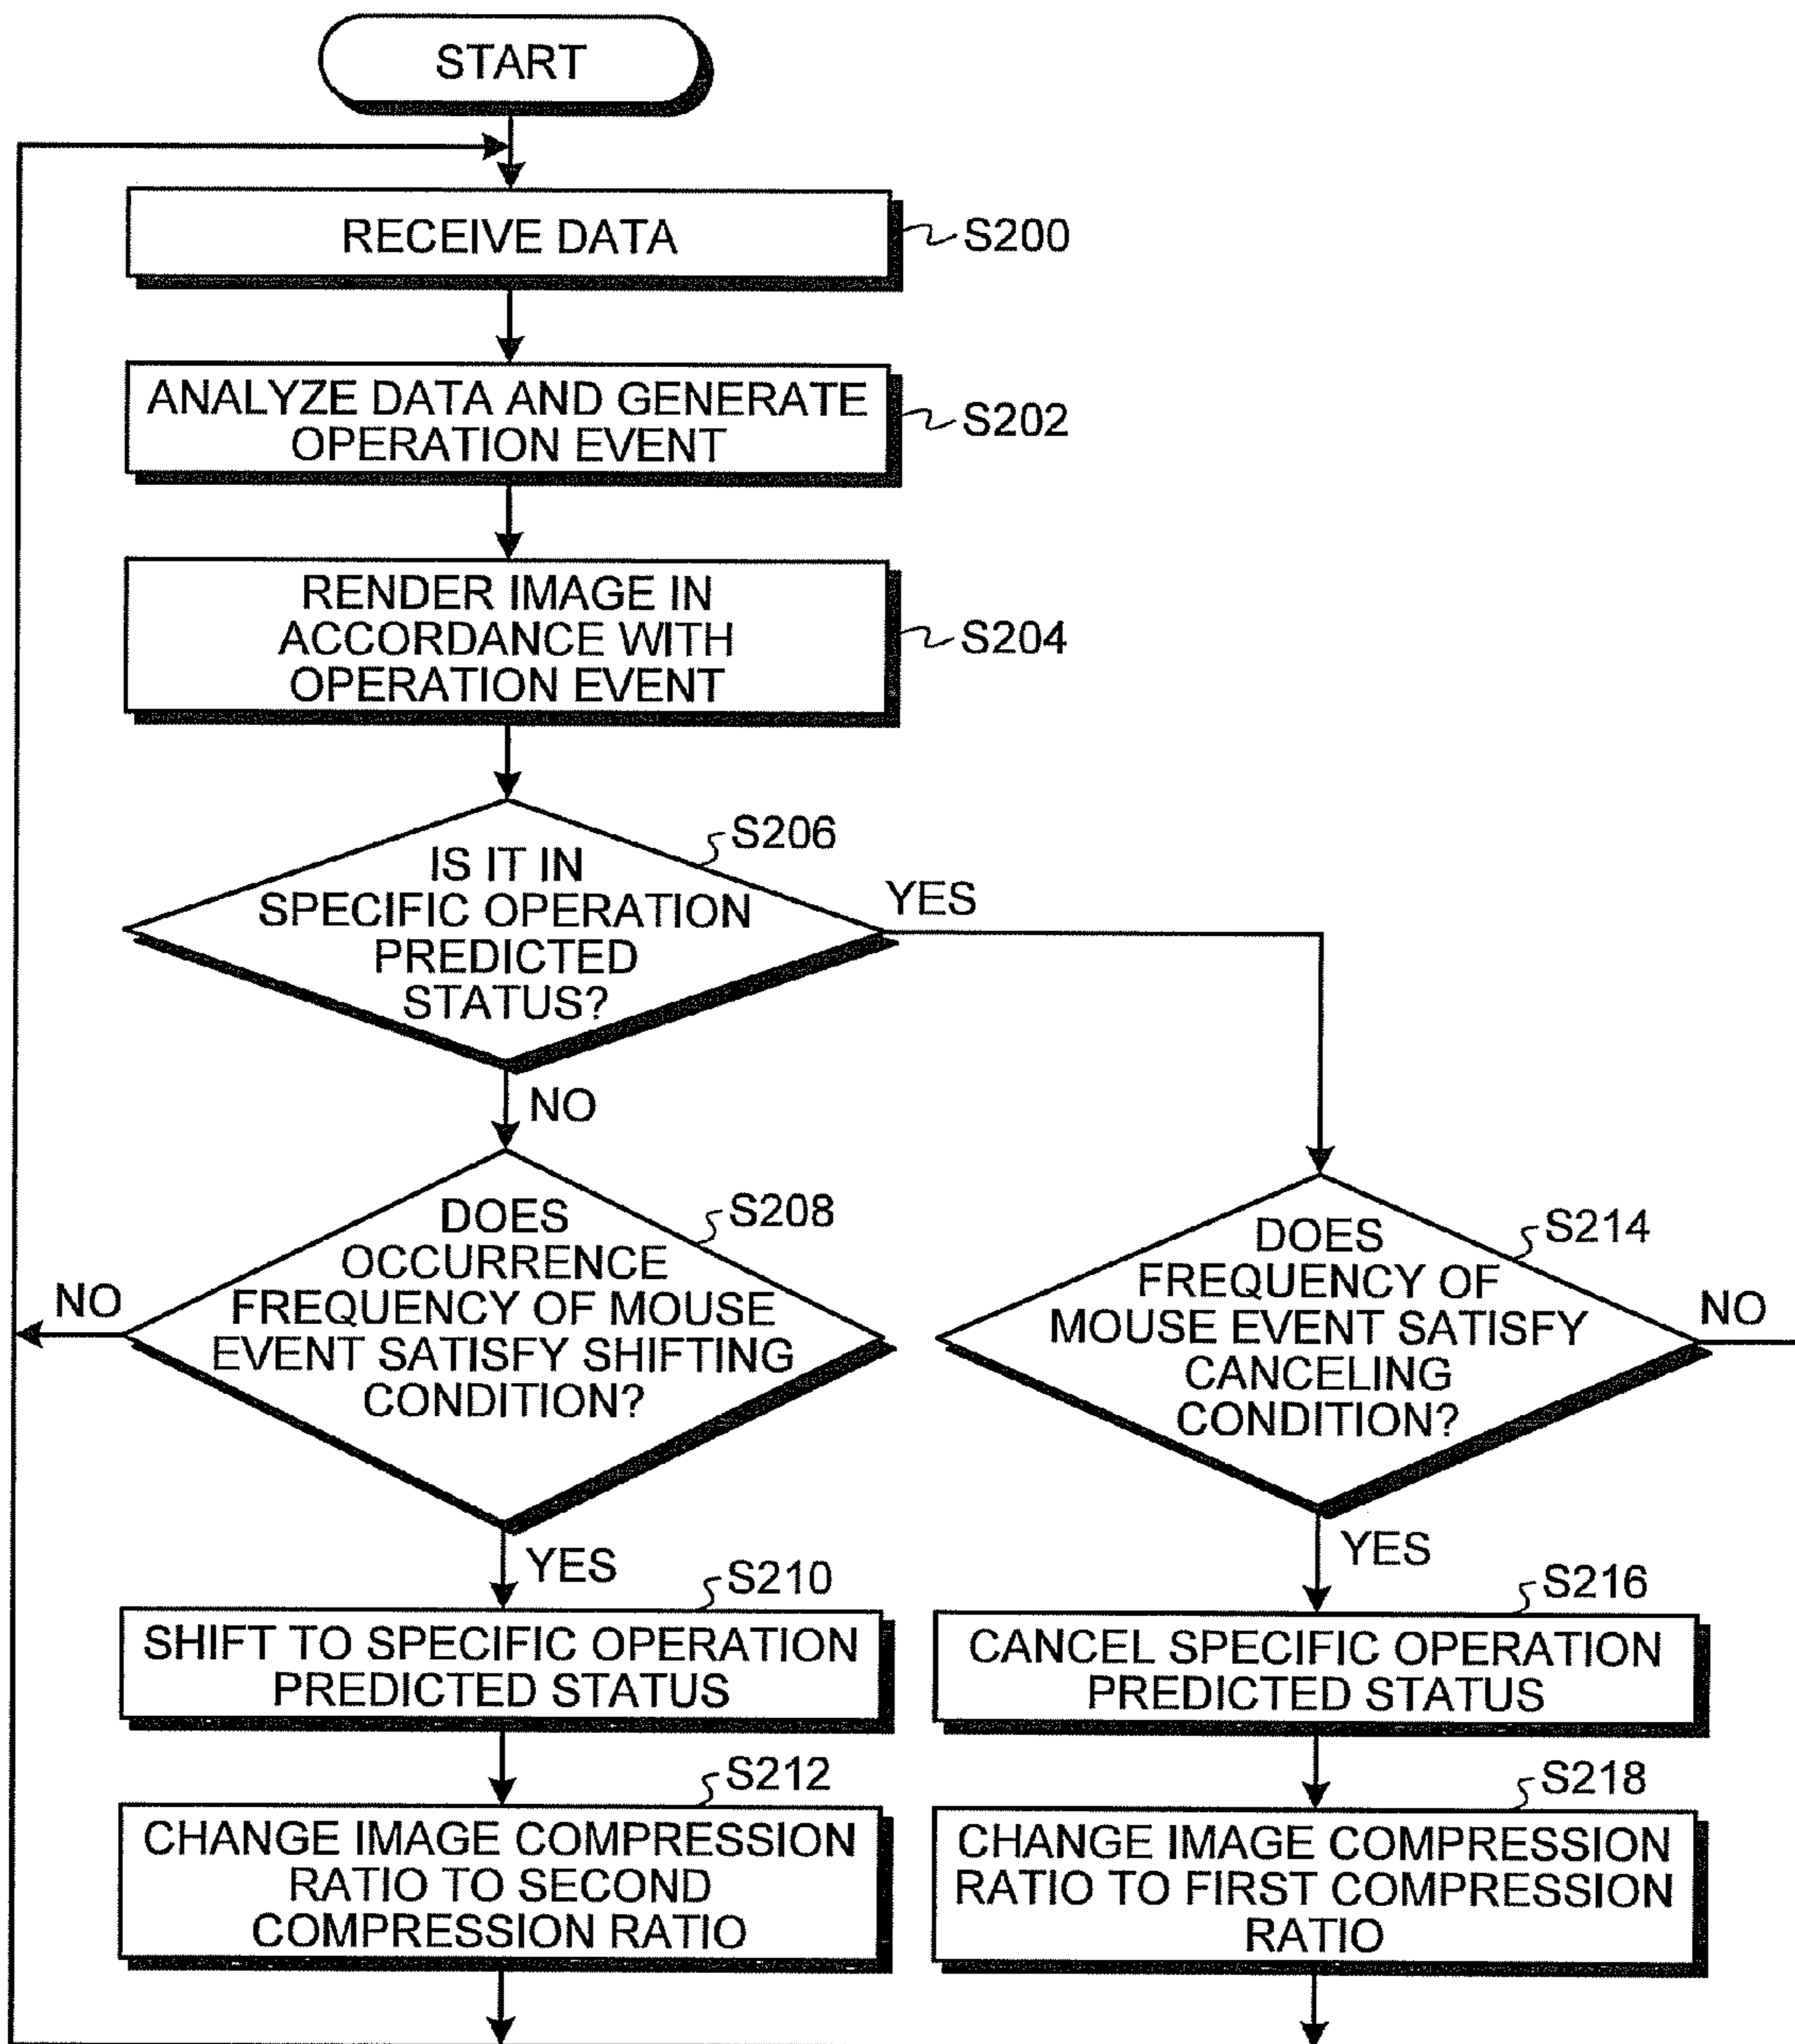 START
RECEIVE DATA
S200
ANALYZE DATA AND GENERATE
OPERATION EVENT
S202
RENDER IMAGE IN
ACCORDANCE WITH
OPERATION EVENT
S204
S206
IS IT IN
SPECIFIC OPERATION
PREDICTED
STATUS?
YES
NO
S208
DOES
OCCURRENCE
FREQUENCY OF MOUSE
EVENT SATISFY SHIFTING
CONDITION?
NO
S214
DOES
FREQUENCY OF
MOUSE EVENT SATISFY
CANCELING
CONDITION?
NO
YES
YES
S210
SHIFT TO SPECIFIC OPERATION
PREDICTED STATUS
S216
CANCEL SPECIFIC OPERATION
PREDICTED STATUS
S212
CHANGE IMAGE COMPRESSION
RATIO TO SECOND
COMPRESSION RATIO
S218
CHANGE IMAGE COMPRESSION
RATIO TO FIRST COMPRESSION
RATIO